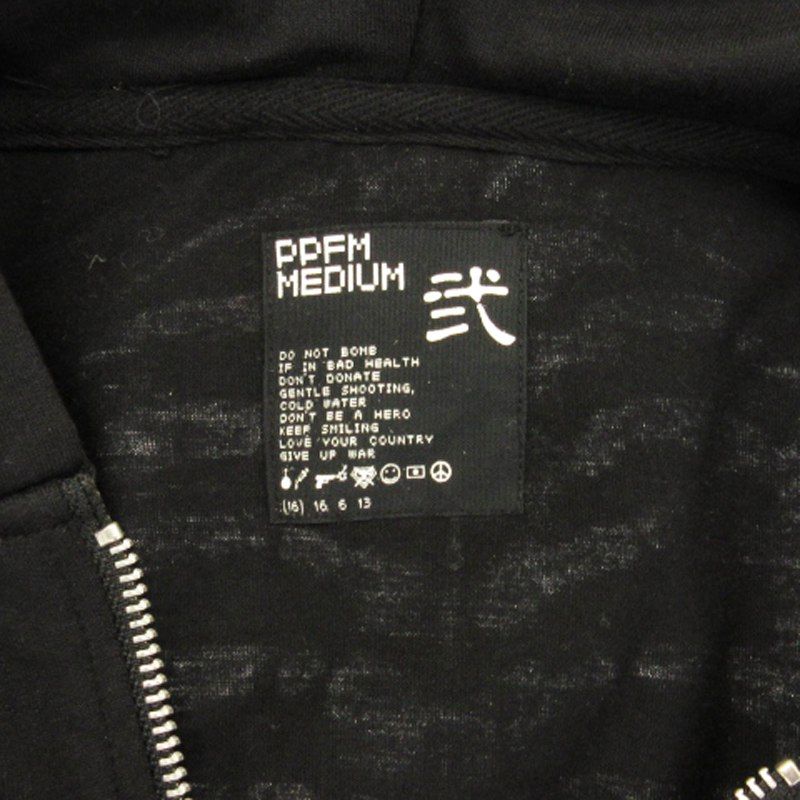 PPFM
MEDIUM
弐
DO NOT BOMB
IF IN BAD HEALTH
DON'T DONATE
GENTLE SHOOTING,
COLD WATER
DON'T BE A HERO
KEEP SMILING
LOVE YOUR COUNTRY
GIVE UP WAR
(16) 16 6 13